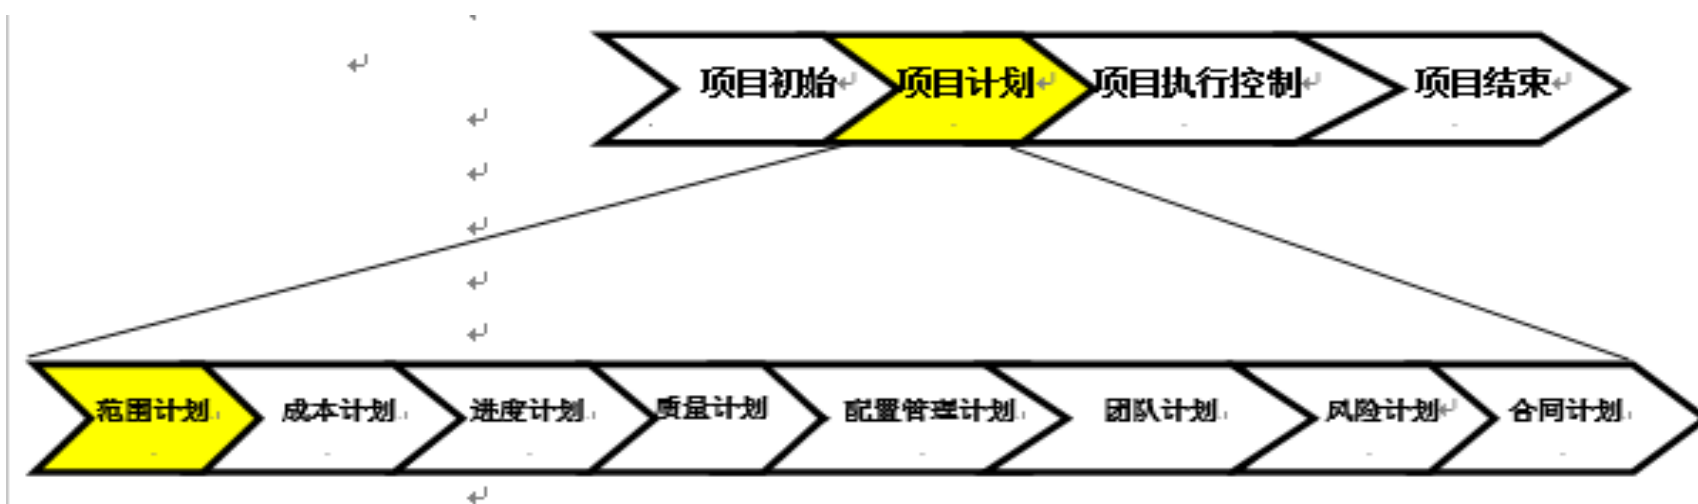 项目初始 项目计划 项目执行控制 项目结束
范围计划 成本计划 进度计划 质量计划 配置管理计划 团队计划 风险计划 合同计划